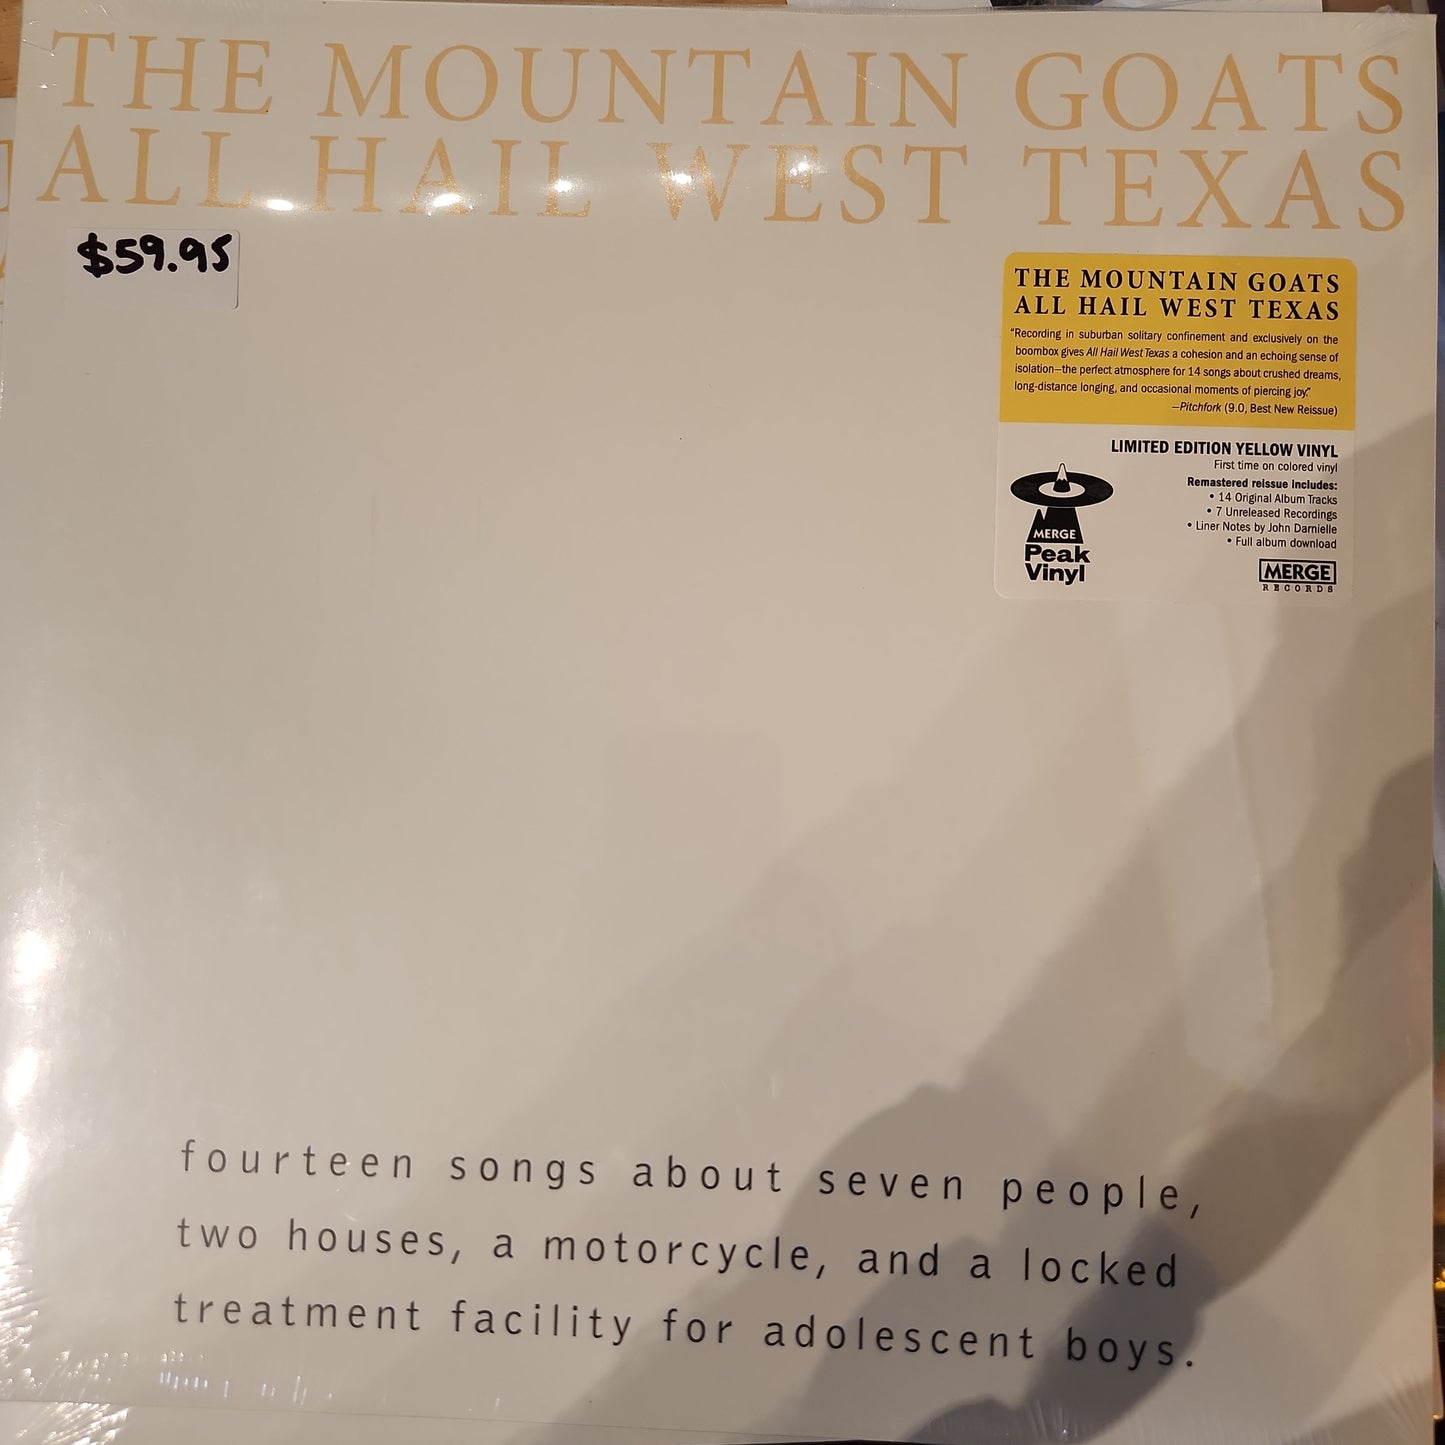 THE MOUNTAIN GOATS
ALL HAIL WEST TEXAS
$59.95
THE MOUNTAIN GOATS
ALL HAIL WEST TEXAS
"Recording in suburban solitary confinement and exclusively on the
boombox gives All Hail West Texas a cohesion and an echoing sense of
isolation—the perfect atmosphere for 14 songs about crushed dreams,
long-distance longing, and occasional moments of piercing joy."
—Pitchfork (9.0, Best New Reissue)
LIMITED EDITION YELLOW VINYL
First time on colored vinyl
Remastered reissue includes:
• 14 Original Album Tracks
• 7 Unreleased Recordings
• Liner Notes by John Darnielle
• Full album download
MERGE
Peak
Vinyl
MERGE
RECORDS
fourteen songs about seven people,
two houses, a motorcycle, and a locked
treatment facility for adolescent boys.